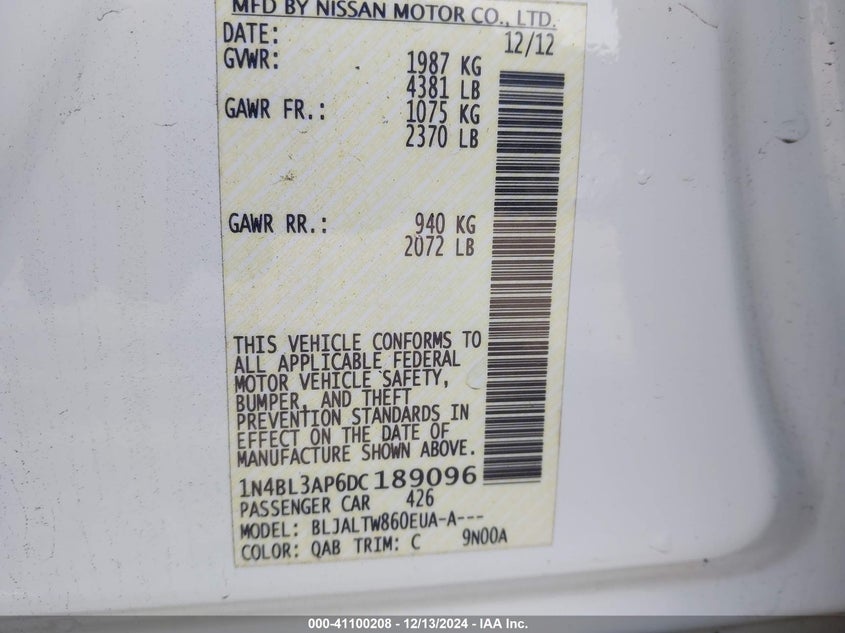 MFD BY NISSAN MOTOR CO., LTD.
DATE: 12/12
GVWR: 1987 KG
4381 LB
GAWR FR.: 1075 KG
2370 LB
GAWR RR.: 940 KG
2072 LB
THIS VEHICLE CONFORMS TO
ALL APPLICABLE FEDERAL
MOTOR VEHICLE SAFETY,
BUMPER, AND THEFT
PREVENTION STANDARDS IN
EFFECT ON THE DATE OF
MANUFACTURE SHOWN ABOVE.
1N4BL3AP6DC189096
PASSENGER CAR 426
MODEL: BLJALTW860EUA-A---
COLOR: QAB TRIM: C 9N00A
000-41100208 - 12/13/2024 - IAA Inc.